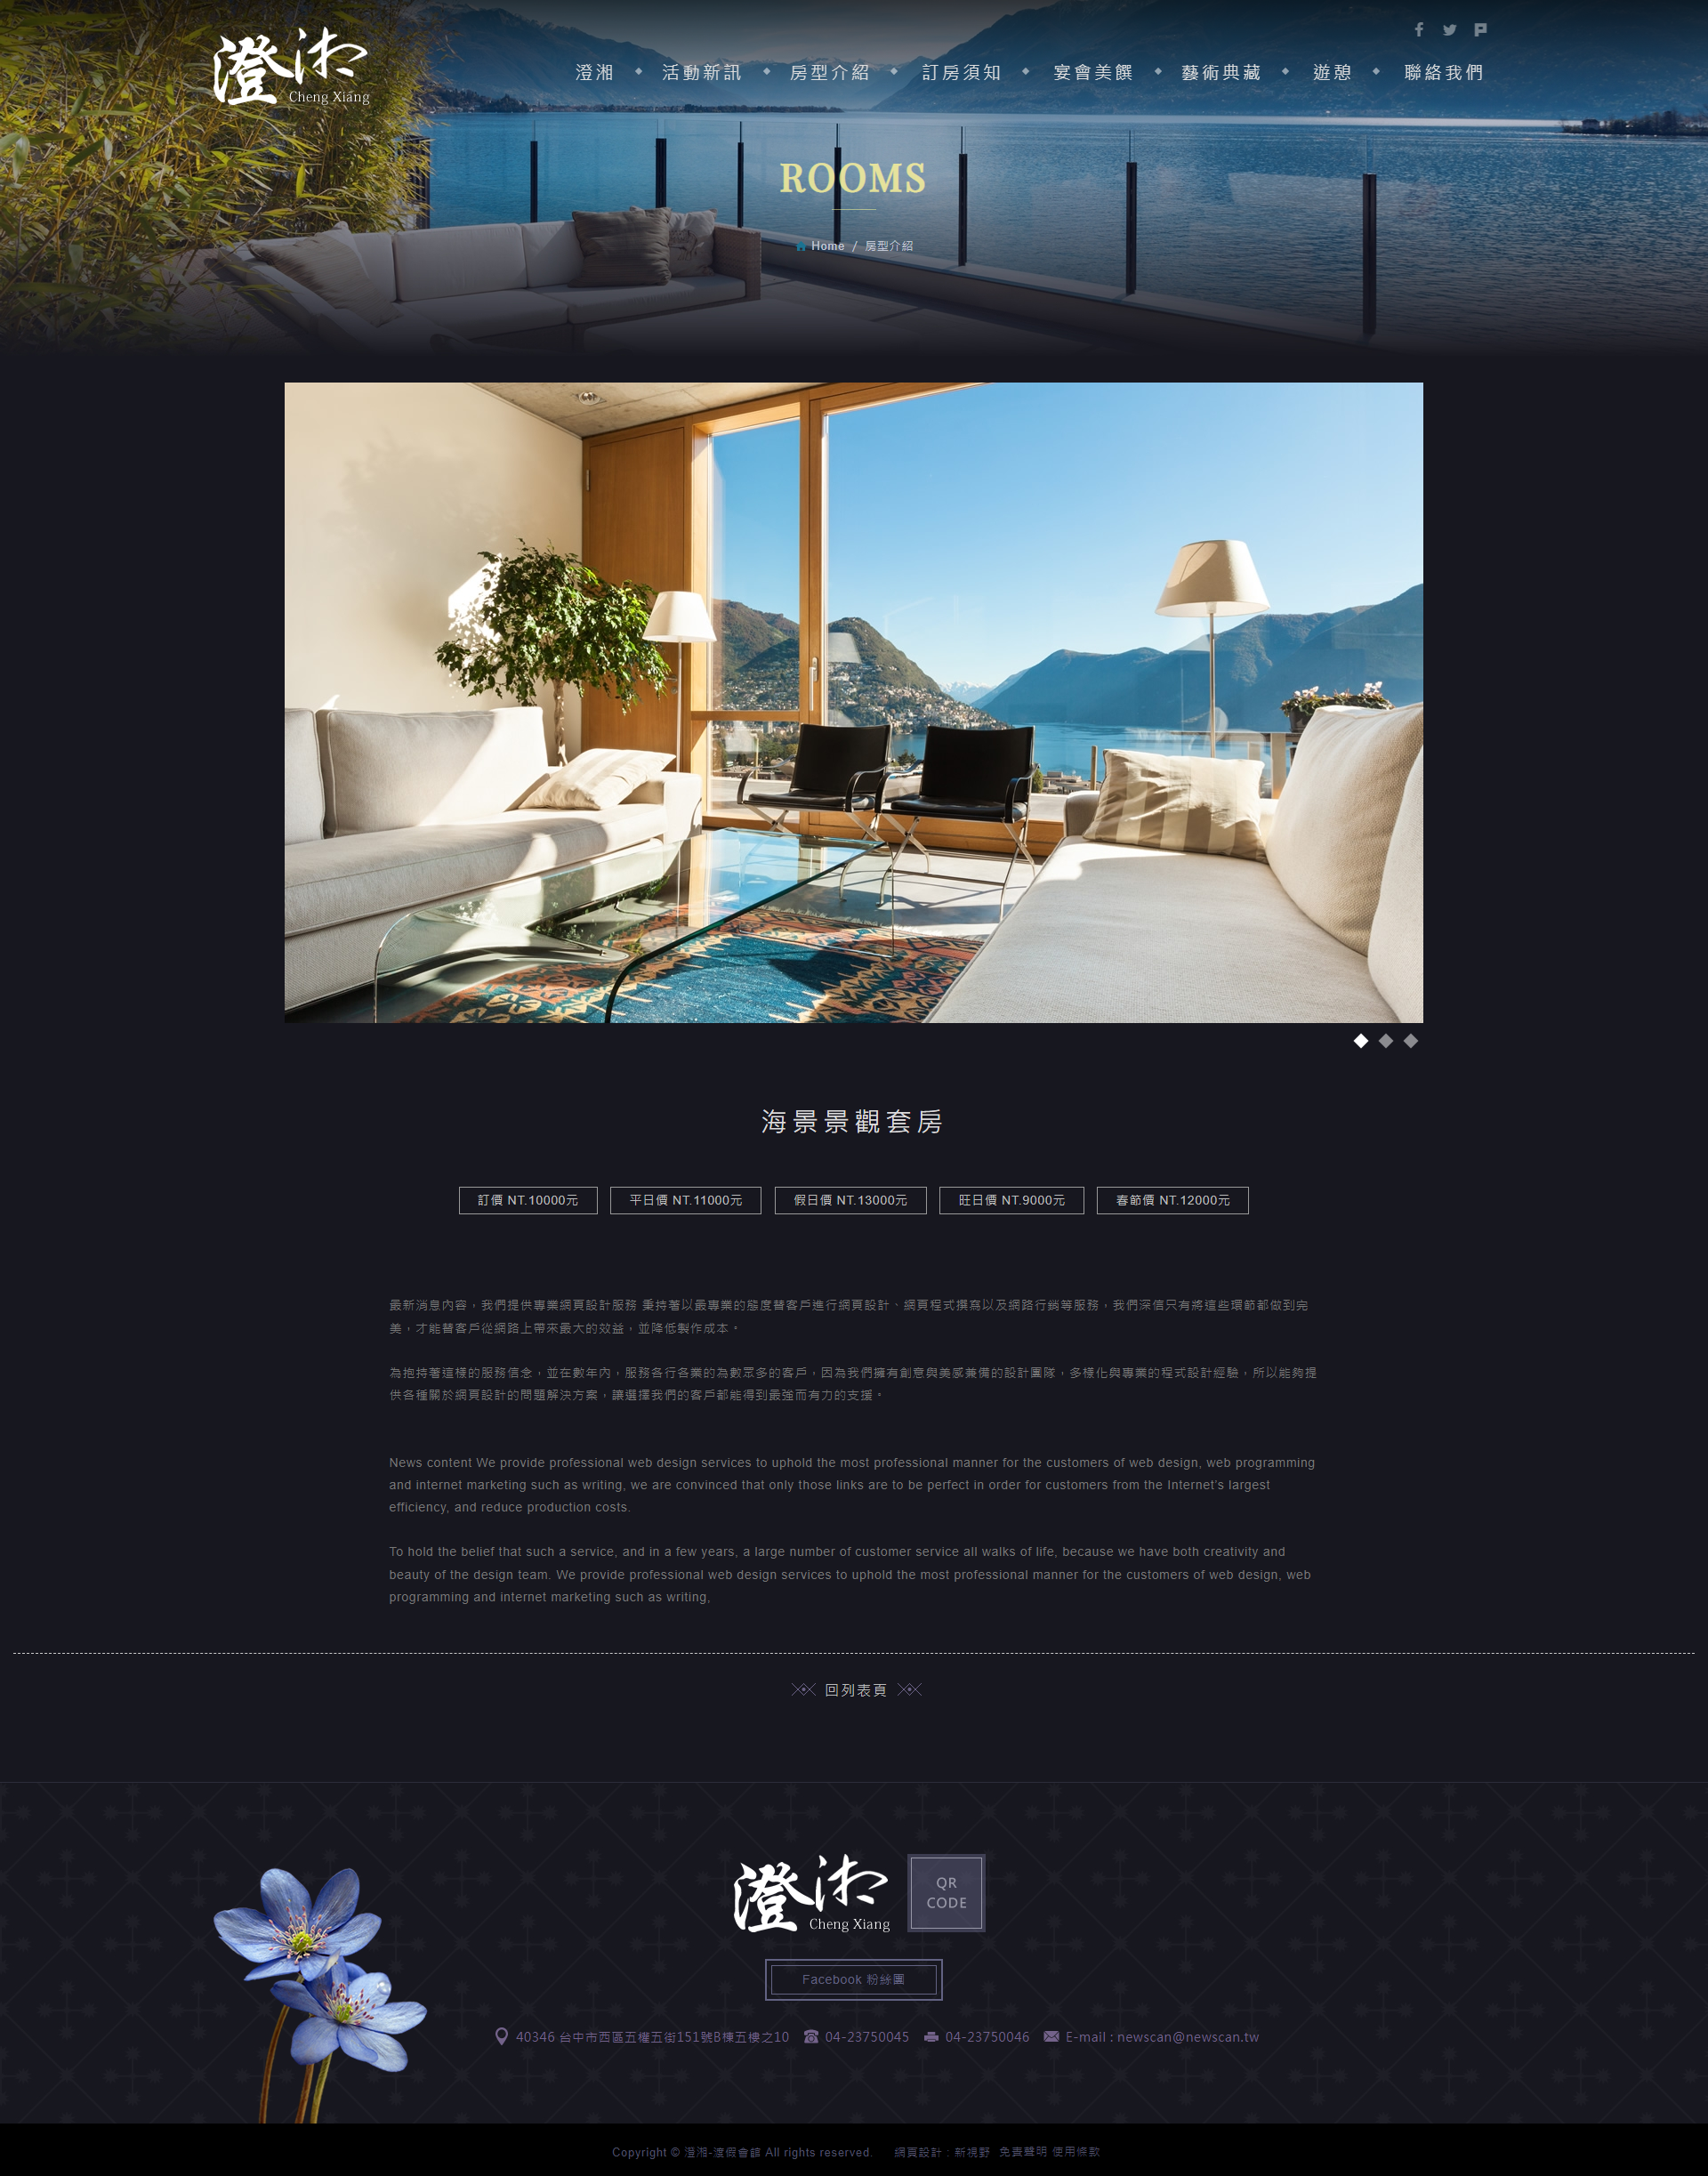 澄湘
Cheng Xiang
澄湘 活動新訊 房型介紹 訂房須知 宴會美饌 藝術典藏 遊憩 聯絡我們
ROOMS
Home / 房型介紹
海景景觀套房
訂價 NT.10000元 平日價 NT.11000元 假日價 NT.13000元 旺日價 NT.9000元 春節價 NT.12000元
最新消息內容，我們提供專業網頁設計服務 秉持著以最專業的態度替客戶進行網頁設計、網頁程式撰寫以及網路行銷等服務，我們深信只有將這些環節都做到完
美，才能替客戶從網路上帶來最大的效益，並降低製作成本。
為抱持著這樣的服務信念，並在數年內，服務各行各業的為數眾多的客戶，因為我們擁有創意與美感兼備的設計團隊，多樣化與專業的程式設計經驗，所以能夠提
供各種關於網頁設計的問題解決方案，讓選擇我們的客戶都能得到最強而有力的支援。
News content We provide professional web design services to uphold the most professional manner for the customers of web design, web programming
and internet marketing such as writing, we are convinced that only those links are to be perfect in order for customers from the Internet's largest
efficiency, and reduce production costs.
To hold the belief that such a service, and in a few years, a large number of customer service all walks of life, because we have both creativity and
beauty of the design team. We provide professional web design services to uphold the most professional manner for the customers of web design, web
programming and internet marketing such as writing,
回列表頁
澄湘
Cheng Xiang
QR
CODE
Facebook 粉絲團
40346 台中市西區五權五街151號B棟五樓之10 04-23750045 04-23750046 E-mail : newscan@newscan.tw
Copyright © 澄湘-渡假會館 All rights reserved. 網頁設計 : 新視野 免責聲明 使用條款